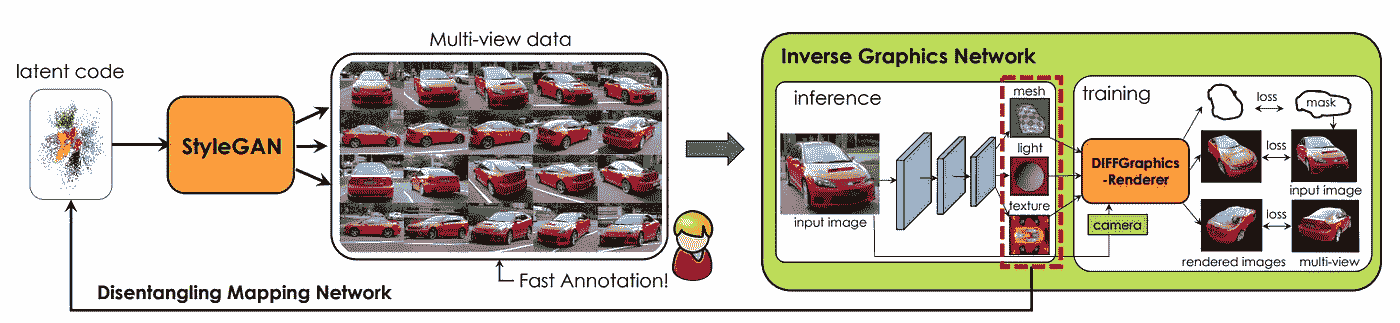 latent code
StyleGAN
Multi-view data
Fast Annotation!
Disentangling Mapping Network
Inverse Graphics Network
inference
input image
mesh
light
texture
training
DIFFGraphics
-Renderer
camera
loss
mask
loss
input image
loss
rendered images
multi-view